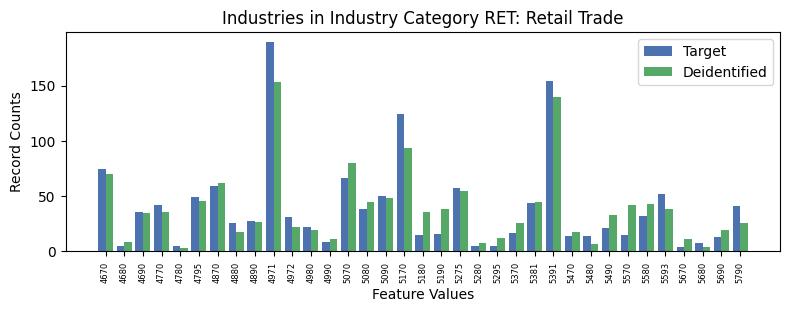 Industries in Industry Category RET: Retail Trade
Target
Deidentified
Record Counts
150
100
50
0
4670 4680 4690 4770 4780 4795 4870 4880 4890 4971 4972 4980 4990 5070 5080 5090 5170 5180 5190 5275 5280 5295 5370 5381 5391 5470 5480 5490 5570 5580 5593 5670 5680 5690 5790
Feature Values